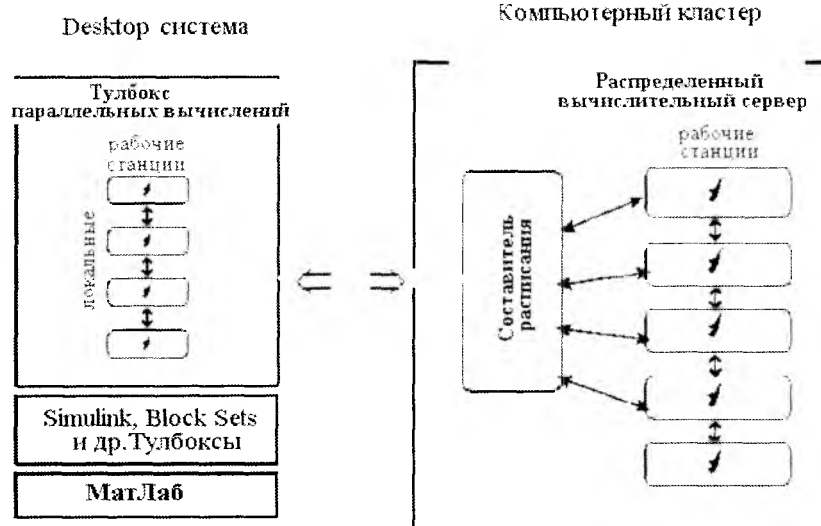 Desktop система
Тулбокс
параллельных вычислений
рабочие
станции
локальные
Simulink, Block Sets
и др.Тулбоксы
МатЛаб
Компьютерный кластер
Распределенный
вычислительный сервер
рабочие
станции
Составитель
расписания